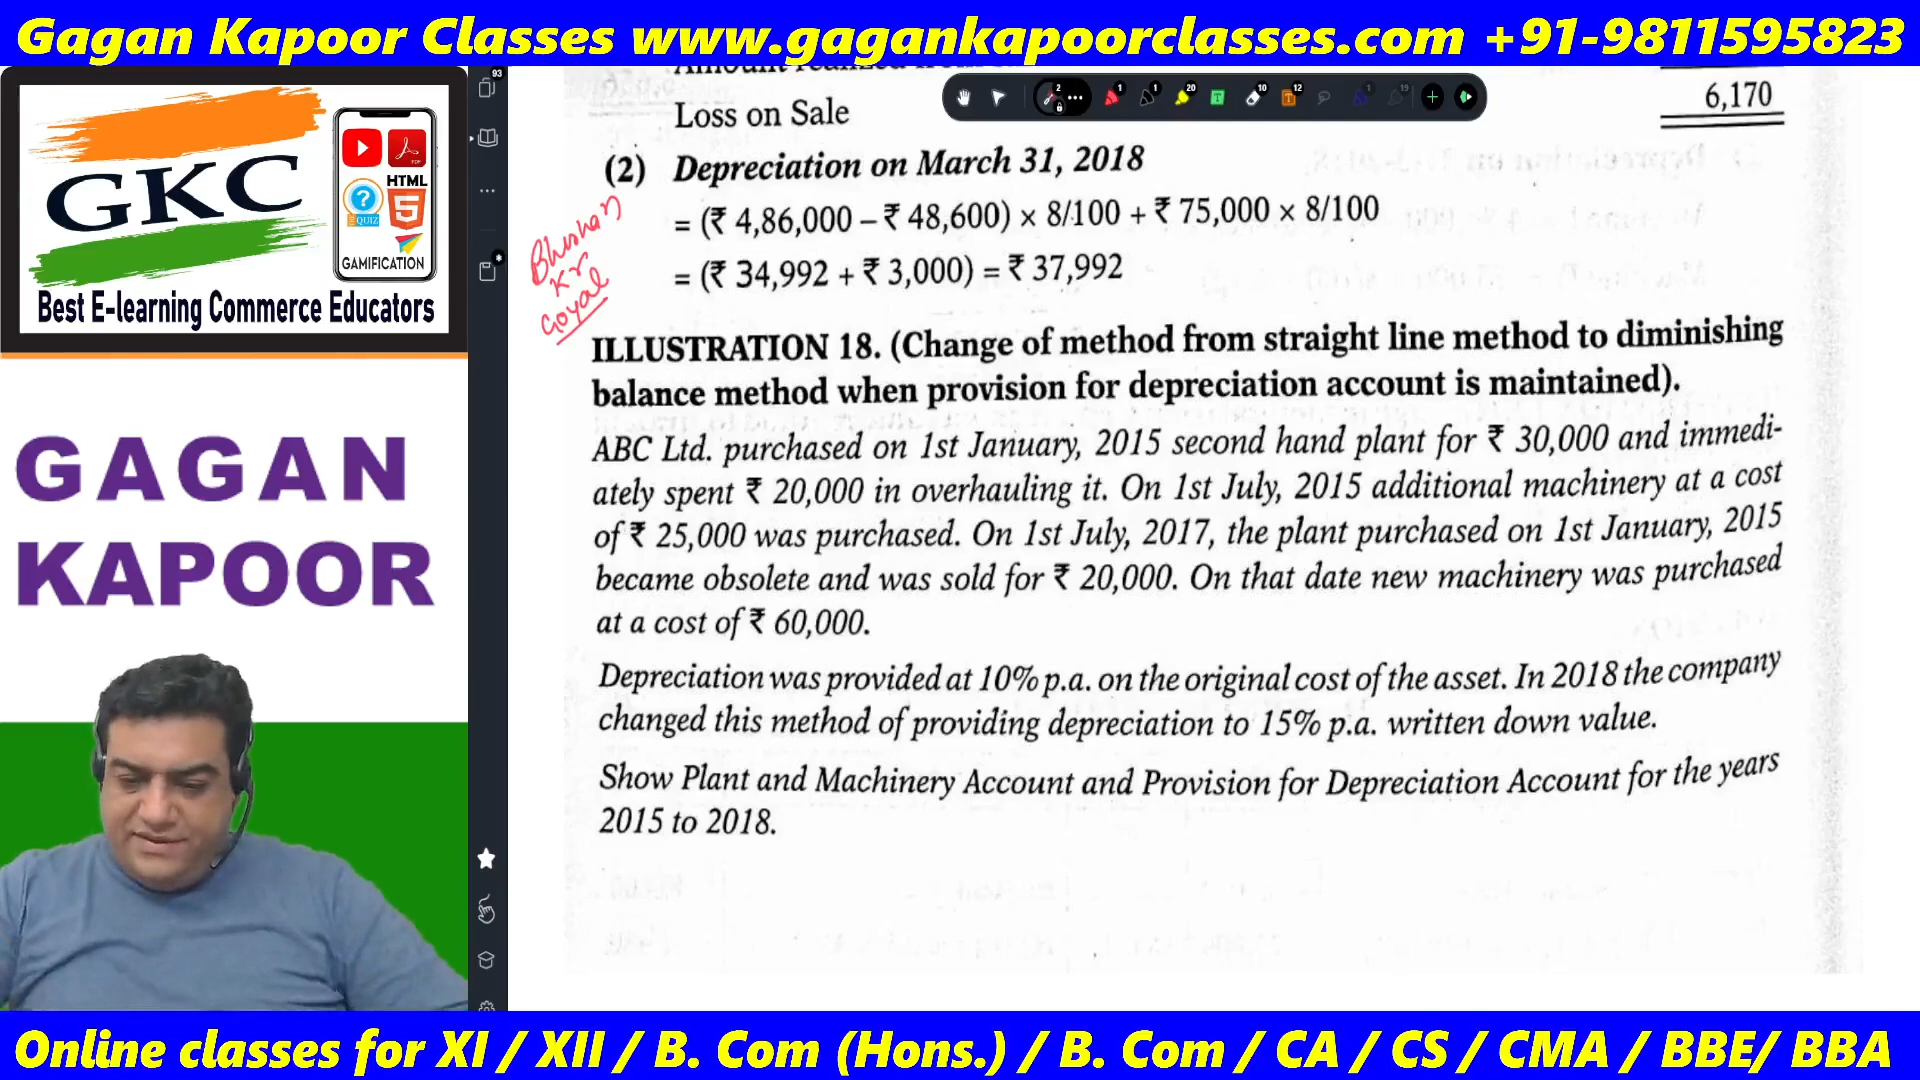 Gagan Kapoor Classes www.gagankapoorclasses.com +91-9811595823
GKC
QUIZ
HTML
5
GAMIFICATION
Best E-learning Commerce Educators
GAGAN
KAPOOR
93
6,170
Loss on Sale
(2) Depreciation on March 31, 2018
= (₹ 4,86,000 – ₹ 48,600) × 8/100 + ₹ 75,000 × 8/100
= (₹ 34,992 + ₹ 3,000) = ₹ 37,992
Bhushan
Kr
Goyal
ILLUSTRATION 18. (Change of method from straight line method to diminishing
balance method when provision for depreciation account is maintained).
ABC Ltd. purchased on 1st January, 2015 second hand plant for ₹ 30,000 and immedi-
ately spent ₹ 20,000 in overhauling it. On 1st July, 2015 additional machinery at a cost
of ₹ 25,000 was purchased. On 1st July, 2017, the plant purchased on 1st January, 2015
became obsolete and was sold for ₹ 20,000. On that date new machinery was purchased
at a cost of ₹ 60,000.
Depreciation was provided at 10% p.a. on the original cost of the asset. In 2018 the company
changed this method of providing depreciation to 15% p.a. written down value.
Show Plant and Machinery Account and Provision for Depreciation Account for the years
2015 to 2018.
Online classes for XI / XII / B. Com (Hons.) / B. Com / CA / CS / CMA / BBE/ BBA